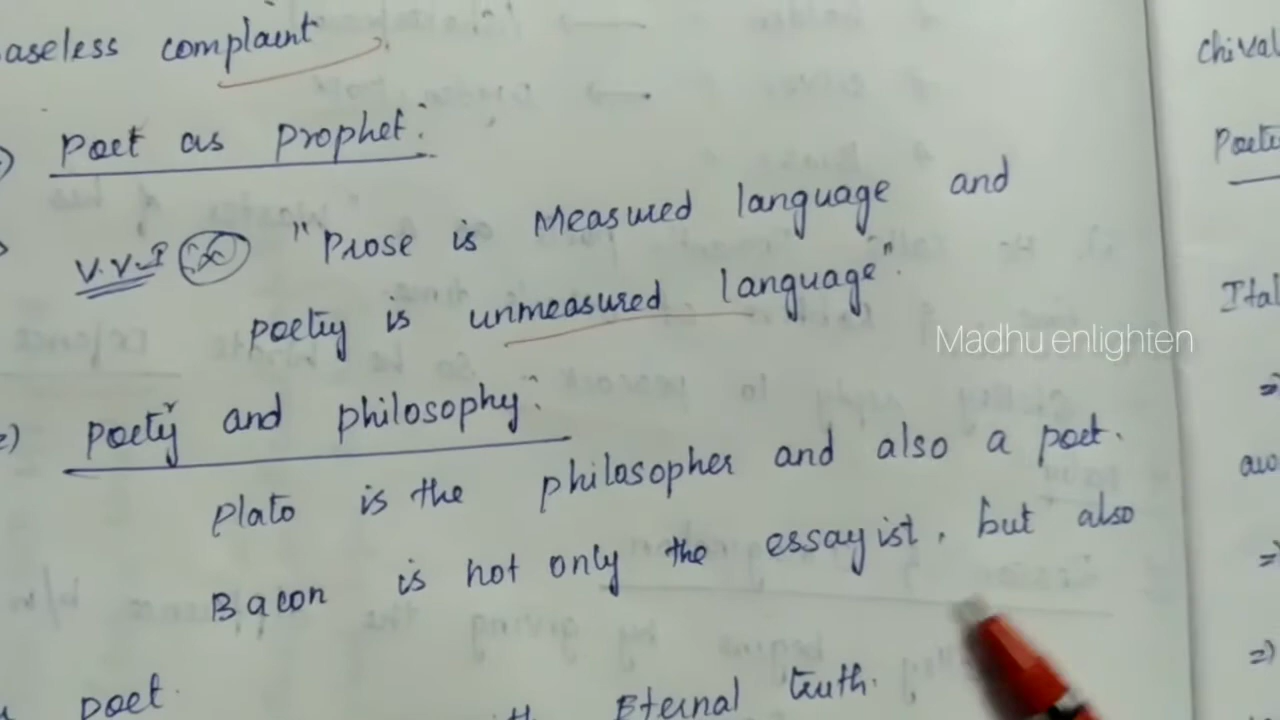 aseless complaint
Poet as Prophet:
V.V.I "Prose is Measured language and
poetry is unmeasured language".
Madhu enlighten
Poetry and philosophy:
Plato is the philosopher and also a poet.
Bacon is not only the essayist, but also
poet.
Eternal truth.
chival
Poetry
Ital